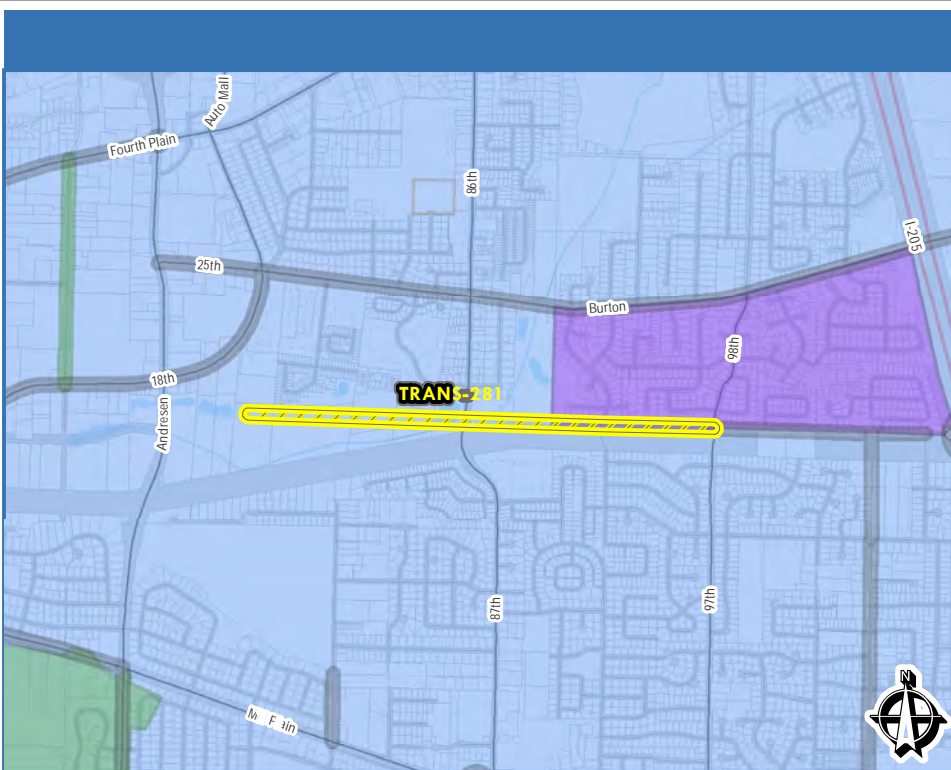 Auto Mall
Fourth Plain
86th
I-205
25th
Burton
98th
18th
TRANS-281
Andresen
97th
87th
N